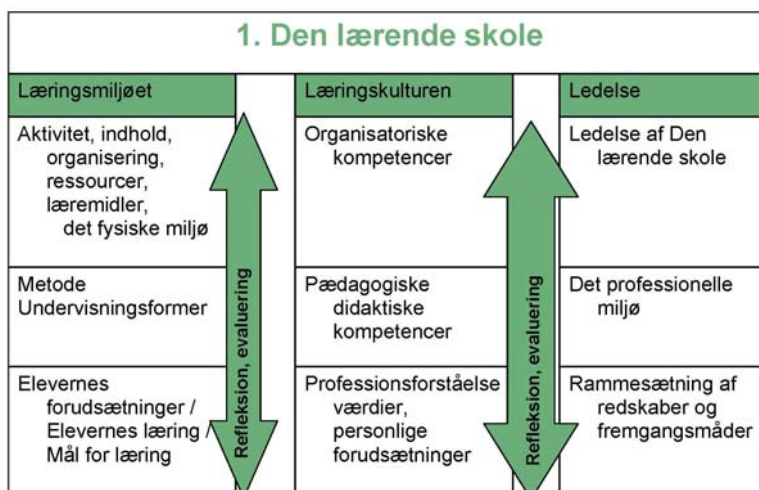 1. Den lærende skole
Læringsmiljøet
Læringskulturen
Ledelse
Aktivitet, indhold,
organisering,
ressourcer,
læremidler,
det fysiske miljø
Organisatoriske
kompetencer
Ledelse af Den
lærende skole
Metode
Undervisningsformer
Pædagogiske
didaktiske
kompetencer
Det professionelle
miljø
Elevernes
forudsætninger /
Elevernes læring /
Mål for læring
Professionsforståelse
værdier,
personlige
forudsætninger
Rammesætning af
redskaber og
fremgangsmåder
Refleksion, evaluering
Refleksion, evaluering